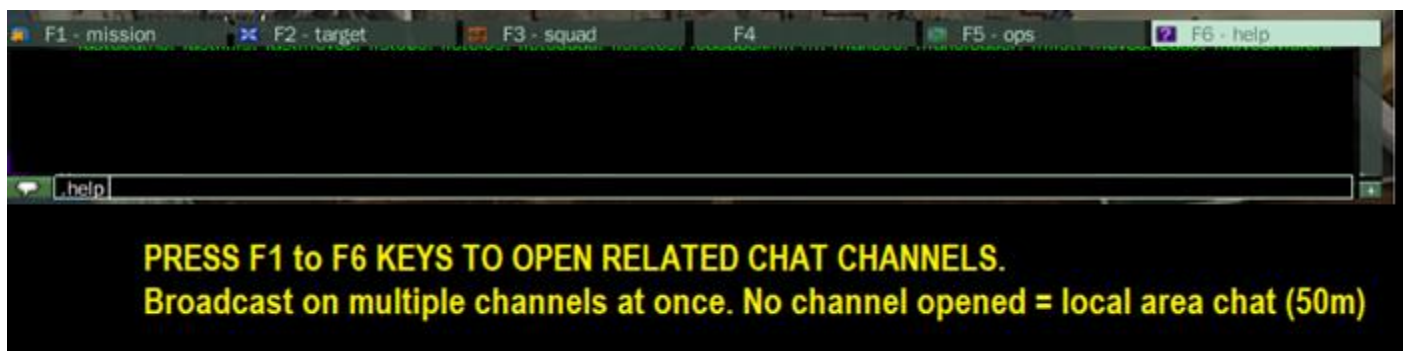 F1 - mission F2 - target F3 - squad F4 F5 - ops F6 - help
.help
PRESS F1 to F6 KEYS TO OPEN RELATED CHAT CHANNELS.
Broadcast on multiple channels at once. No channel opened = local area chat (50m)